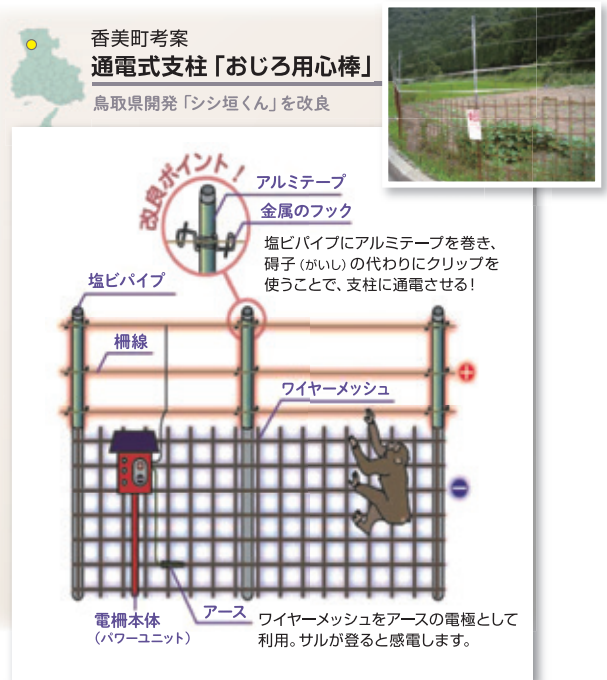 香美町考案
通電式支柱「おじろ用心棒」
鳥取県開発「シシ垣くん」を改良
改良ポイント！
アルミテープ
金属のフック
塩ビパイプにアルミテープを巻き、
碍子（がいし）の代わりにクリップを
使うことで、支柱に通電させる！
塩ビパイプ
柵線
ワイヤーメッシュ
＋
−
電柵本体
（パワーユニット）
アース
ワイヤーメッシュをアースの電極として
利用。サルが登ると感電します。